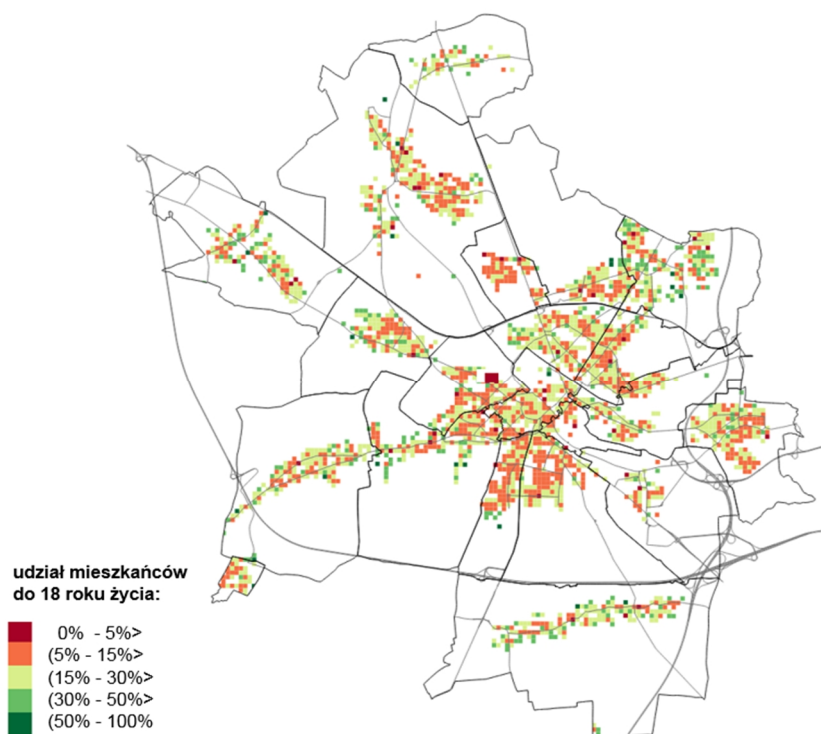 udział mieszkańców
do 18 roku życia:
0% - 5%>
(5% - 15%>
(15% - 30%>
(30% - 50%>
(50% - 100%